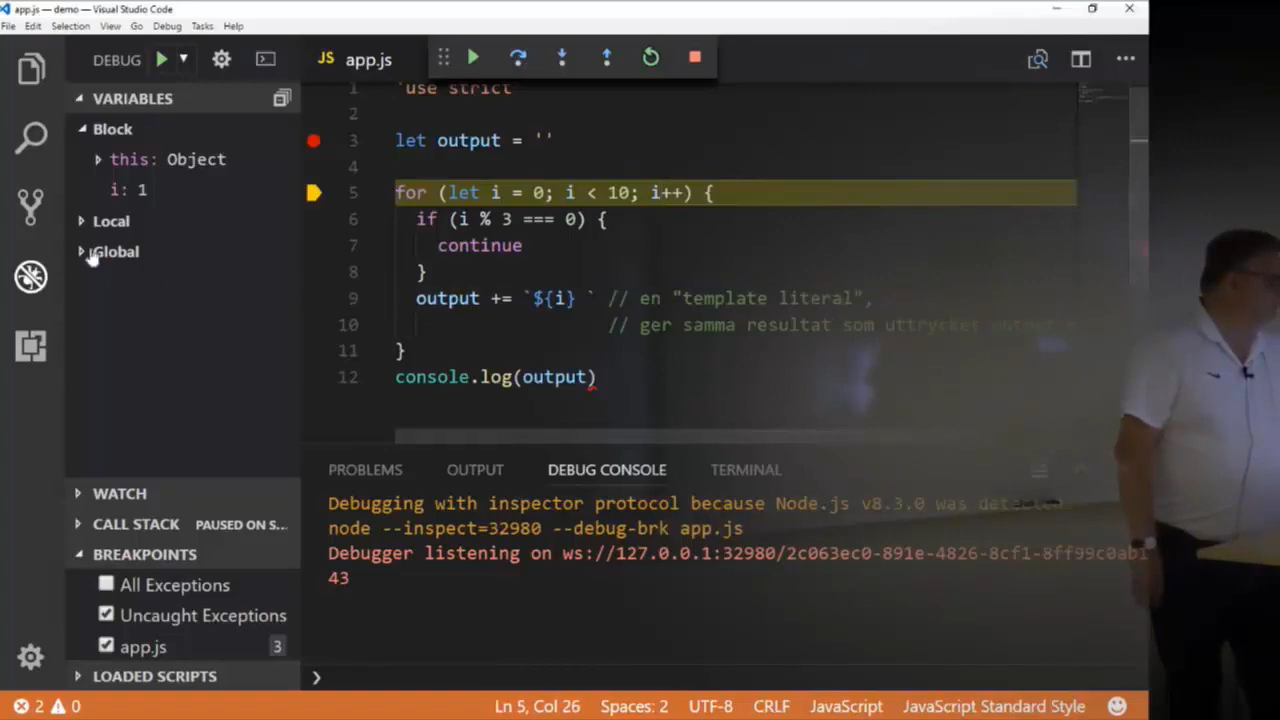 app.js — demo — Visual Studio Code
File Edit Selection View Go Debug Tasks Help
DEBUG
JS app.js
VARIABLES
Block
this: Object
i: 1
Local
Global
1 'use strict'
2
3 let output = ''
4
5 for (let i = 0; i < 10; i++) {
6 if (i % 3 === 0) {
7 continue
8 }
9 output += `${i} ` // en "template literal",
10 // ger samma resultat som uttrycket output
11 }
12 console.log(output)
PROBLEMS OUTPUT DEBUG CONSOLE TERMINAL
Debugging with inspector protocol because Node.js v8.3.0 was detected.
node --inspect=32980 --debug-brk app.js
Debugger listening on ws://127.0.0.1:32980/2c063ec0-891e-4826-8cf1-8ff99c0ab1
43
WATCH
CALL STACK PAUSED ON S...
BREAKPOINTS
All Exceptions
Uncaught Exceptions
app.js 3
LOADED SCRIPTS
2 0 Ln 5, Col 26 Spaces: 2 UTF-8 CRLF JavaScript JavaScript Standard Style